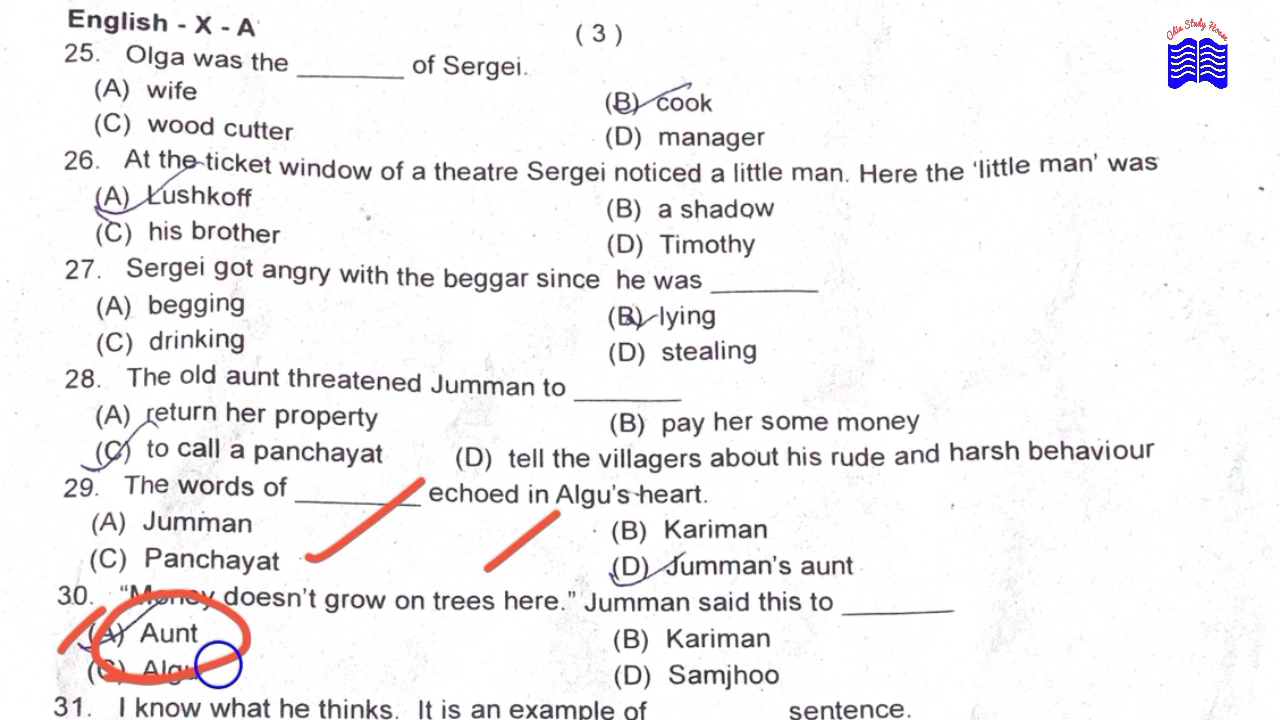 English - X - A
( 3 )
Odia Study House
25. Olga was the ________ of Sergei.
(A) wife (B) cook
(C) wood cutter (D) manager
26. At the ticket window of a theatre Sergei noticed a little man. Here the ‘little man’ was
(A) Lushkoff (B) a shadow
(C) his brother (D) Timothy
27. Sergei got angry with the beggar since he was ________
(A) begging (B) lying
(C) drinking (D) stealing
28. The old aunt threatened Jumman to ________
(A) return her property (B) pay her some money
(C) to call a panchayat (D) tell the villagers about his rude and harsh behaviour
29. The words of ________ echoed in Algu's heart.
(A) Jumman (B) Kariman
(C) Panchayat (D) Jumman's aunt
30. “Money doesn't grow on trees here.” Jumman said this to ________
(A) Aunt (B) Kariman
(C) Algu (D) Samjhoo
31. I know what he thinks. It is an example of ________ sentence.